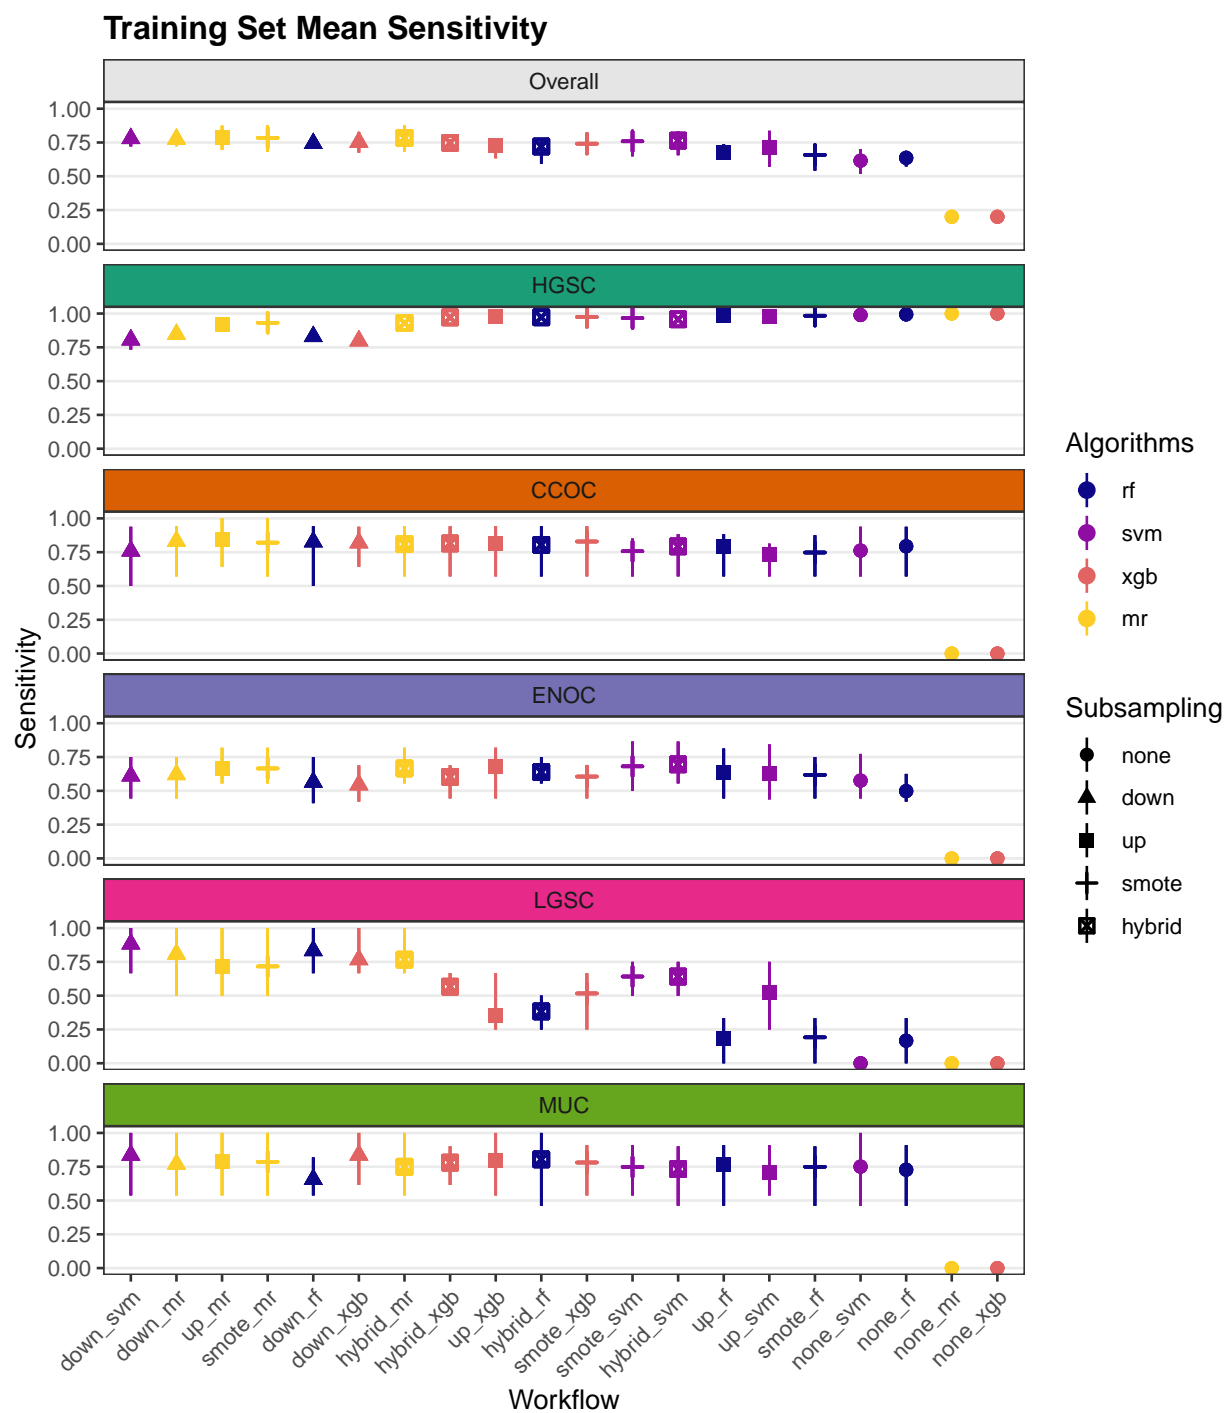 Training Set Mean Sensitivity
Overall
1.00
0.75
0.50
0.25
0.00
HGSC
1.00
0.75
0.50
0.25
0.00
CCOC
1.00
0.75
0.50
0.25
0.00
ENOC
1.00
0.75
0.50
0.25
0.00
LGSC
1.00
0.75
0.50
0.25
0.00
MUC
1.00
0.75
0.50
0.25
0.00
Sensitivity
down_svm
down_mr
up_mr
smote_mr
down_rf
down_xgb
hybrid_mr
hybrid_xgb
up_xgb
hybrid_rf
smote_xgb
smote_svm
hybrid_svm
up_rf
up_svm
smote_rf
none_svm
none_rf
none_mr
none_xgb
Workflow
Algorithms
rf
svm
xgb
mr
Subsampling
none
down
up
smote
hybrid